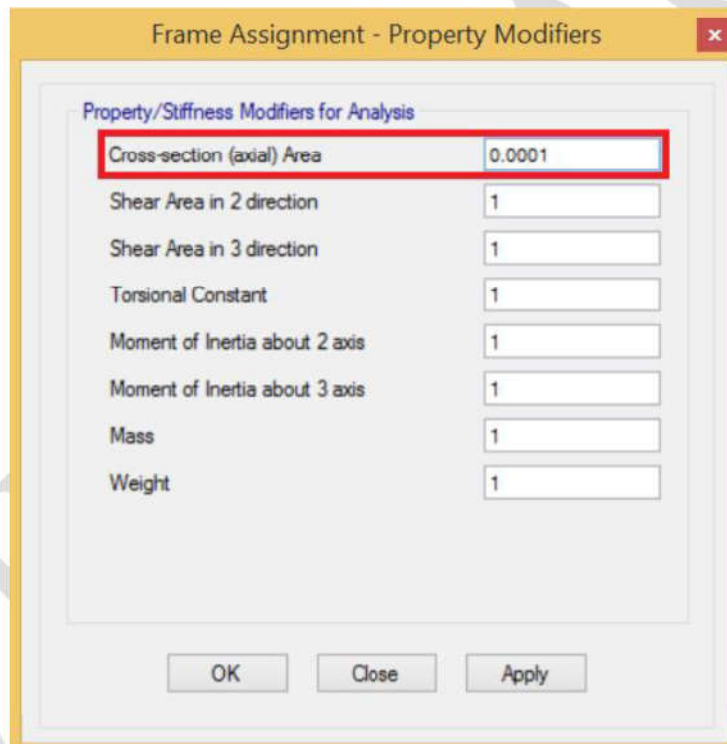 Frame Assignment - Property Modifiers
Property/Stiffness Modifiers for Analysis
Cross-section (axial) Area 0.0001
Shear Area in 2 direction 1
Shear Area in 3 direction 1
Torsional Constant 1
Moment of Inertia about 2 axis 1
Moment of Inertia about 3 axis 1
Mass 1
Weight 1
OK Close Apply